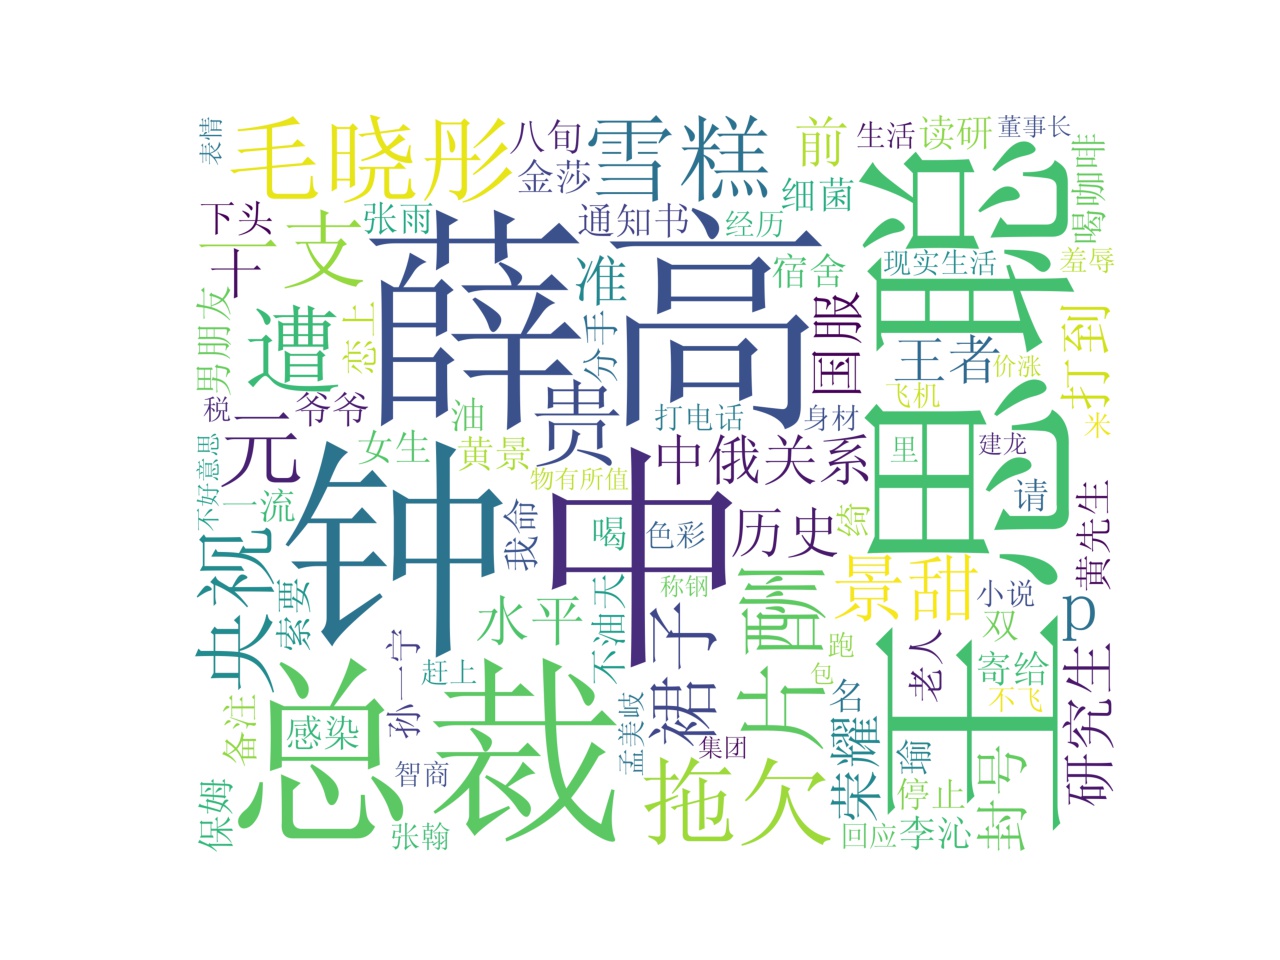 表情
毛晓彤
八旬
雪糕
前
生活
读研
董事长
喝咖啡
金莎
细菌
聪
下头
十
支
张雨
薛
高
通知书
经历
准
宿舍
现实生活
羞辱
男朋友
遭
恋上
分手
国服
王者
价涨
打到
税
元
爷爷
油
贵
打电话
身材
飞机
米
思
田
里
建龙
不好意思
一流
女生
黄景
物有所值
中俄关系
请
黄先生
央视
钟
中
我命
喝
色彩
历史
绮
索要
水平
不油天
称钢
酬
景甜
小说
p
王
总裁
感染
备注
孙一宁
赶上
子
裙
片
跑
包
名
老人
双
寄给
不飞
研究生
智商
孟美岐
集团
荣耀
瑜
封号
保姆
张翰
拖欠
停止
回应
李沁